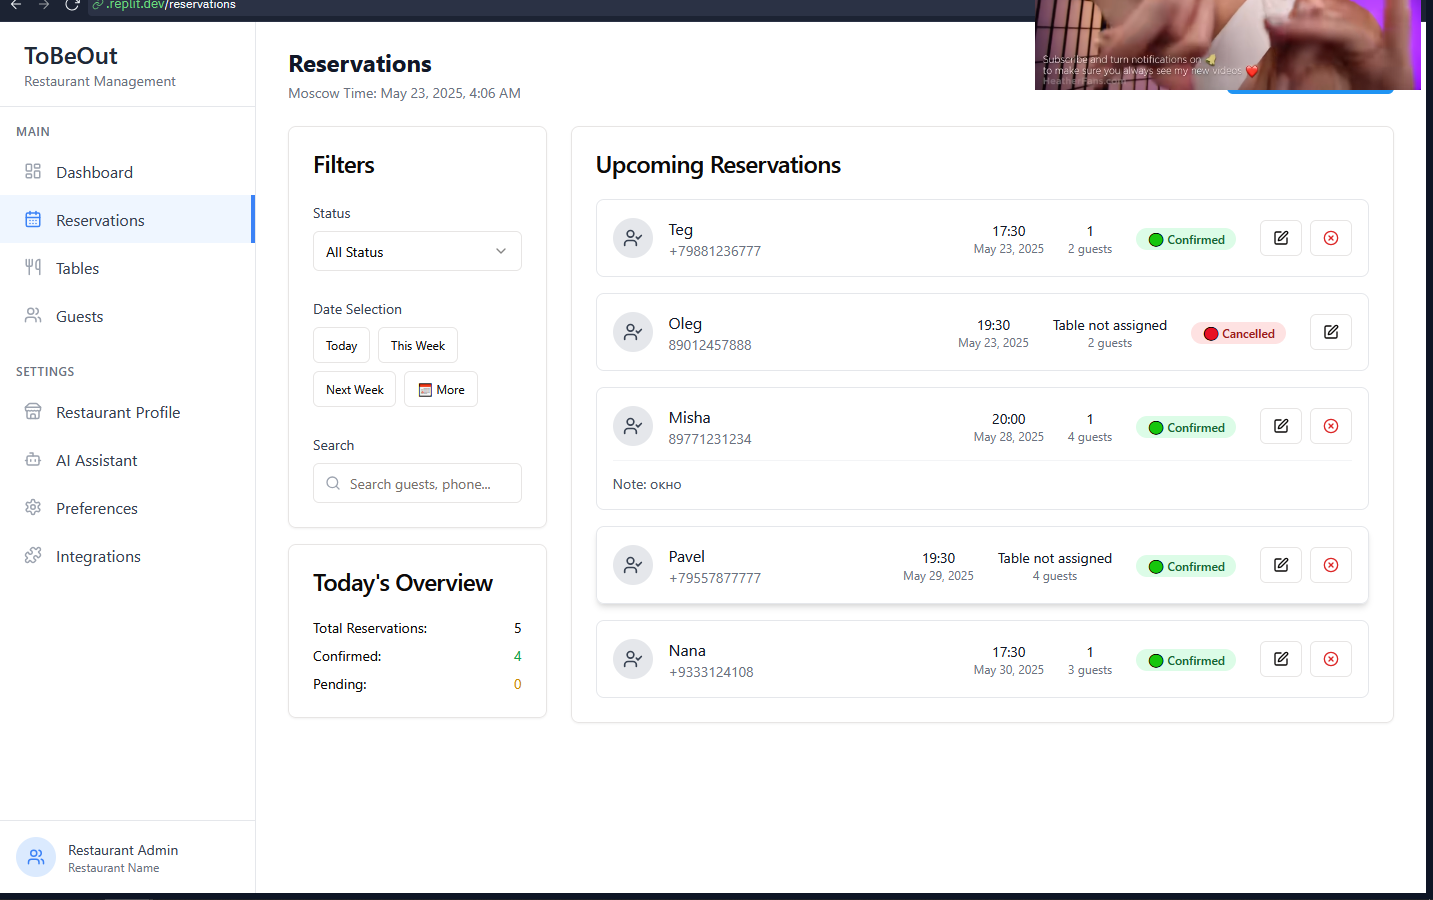 .replit.dev/reservations
ToBeOut
Restaurant Management
MAIN
Dashboard
Reservations
Tables
Guests
SETTINGS
Restaurant Profile
AI Assistant
Preferences
Integrations
Restaurant Admin
Restaurant Name
Reservations
Moscow Time: May 23, 2025, 4:06 AM
Subscribe and turn notifications on
to make sure you always see my new videos
HeatherFans.com
Filters
Status
All Status
Date Selection
Today
This Week
Next Week
More
Search
Search guests, phone...
Today's Overview
Total Reservations: 5
Confirmed: 4
Pending: 0
Upcoming Reservations
Teg
+79881236777
17:30
May 23, 2025
1
2 guests
Confirmed
Oleg
89012457888
19:30
May 23, 2025
Table not assigned
2 guests
Cancelled
Misha
89771231234
20:00
May 28, 2025
1
4 guests
Confirmed
Note: окно
Pavel
+79557877777
19:30
May 29, 2025
Table not assigned
4 guests
Confirmed
Nana
+9333124108
17:30
May 30, 2025
1
3 guests
Confirmed